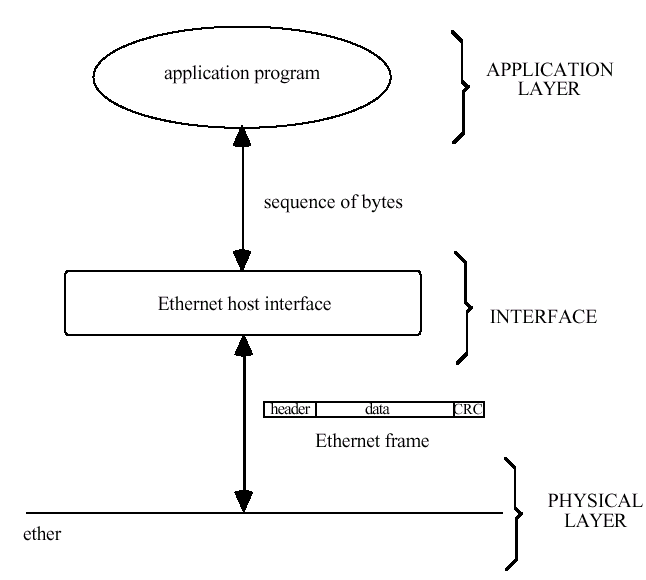 application program
APPLICATION
LAYER
sequence of bytes
Ethernet host interface
INTERFACE
header data CRC
Ethernet frame
PHYSICAL
LAYER
ether